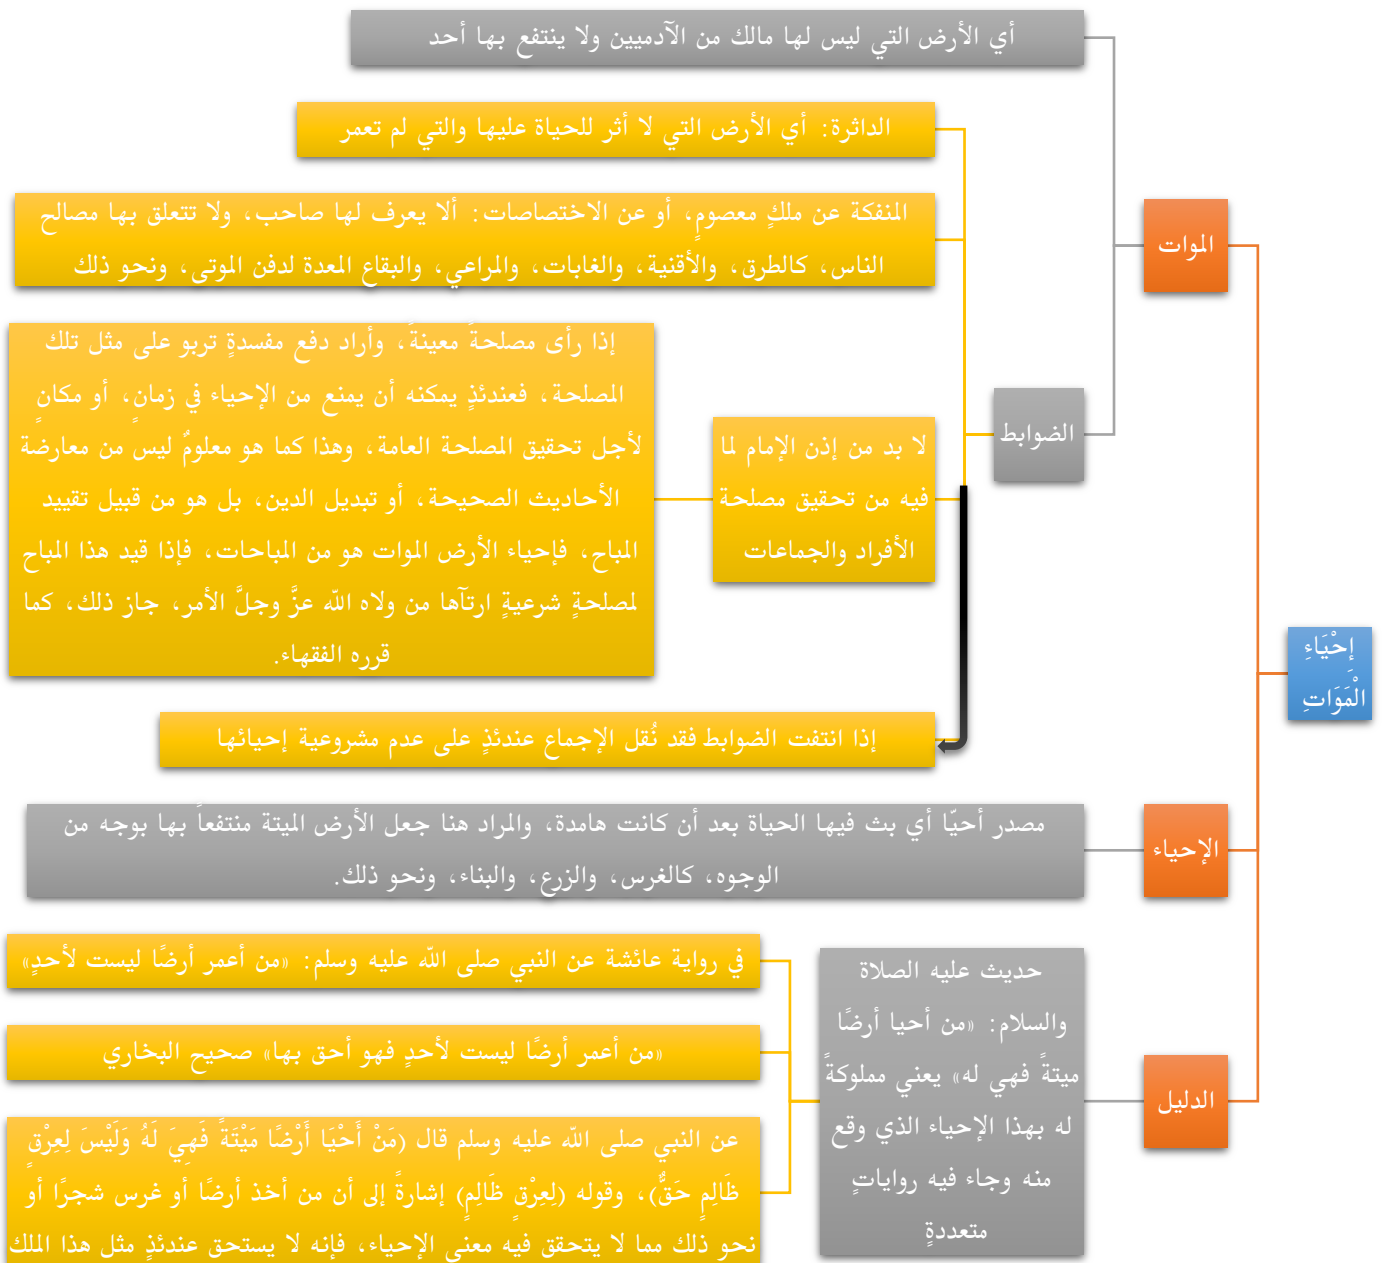 إِحْيَاءِ
الْمَوَاتِ
الموات
أي الأرض التي ليس لها مالك من الآدميين ولا ينتفع بها أحد
الضوابط
الداثرة: أي الأرض التي لا أثر للحياة عليها والتي لم تعمر
المنفكة عن ملكٍ معصومٍ، أو عن الاختصاصات: ألا يعرف لها صاحب، ولا تتعلق بها مصالح
الناس، كالطرق، والأقنية، والغابات، والمراعي، والبقاع المعدة لدفن الموتى، ونحو ذلك
لا بد من إذن الإمام لما
فيه من تحقيق مصلحة
الأفراد والجماعات
إذا رأى مصلحةً معينةً، وأراد دفع مفسدةٍ تربو على مثل تلك
المصلحة، فعندئذٍ يمكنه أن يمنع من الإحياء في زمانٍ، أو مكانٍ
لأجل تحقيق المصلحة العامة، وهذا كما هو معلومٌ ليس من معارضة
الأحاديث الصحيحة، أو تبديل الدين، بل هو من قبيل تقييد
المباح، فإحياء الأرض الموات هو من المباحات، فإذا قيد هذا المباح
لمصلحةٍ شرعيةٍ ارتآها من ولاه الله عزَّ وجلَّ الأمر، جاز ذلك، كما
قرره الفقهاء.
إذا انتفت الضوابط فقد نُقل الإجماع عندئذٍ على عدم مشروعية إحيائها
الإحياء
مصدر أحيّا أي بث فيها الحياة بعد أن كانت هامدة، والمراد هنا جعل الأرض الميتة منتفعاً بها بوجه من
الوجوه، كالغرس، والزرع، والبناء، ونحو ذلك.
الدليل
حديث عليه الصلاة
والسلام: «من أحيا أرضًا
ميتةً فهي له» يعني مملوكةً
له بهذا الإحياء الذي وقع
منه وجاء فيه رواياتٍ
متعددةٍ
في رواية عائشة عن النبي صلى الله عليه وسلم: «من أعمر أرضًا ليست لأحدٍ»
«من أعمر أرضًا ليست لأحدٍ فهو أحق بها» صحيح البخاري
عن النبي صلى الله عليه وسلم قال (مَنْ أَحْيَا أَرْضًا مَيْتَةً فَهِيَ لَهُ وَلَيْسَ لِعِرْقٍ
ظَالِمٍ حَقٌّ)، وقوله (لِعِرْقٍ ظَالِمٍ) إشارةً إلى أن من أخذ أرضًا أو غرس شجرًا أو
نحو ذلك مما لا يتحقق فيه معنى الإحياء، فإنه لا يستحق عندئذٍ مثل هذا الملك